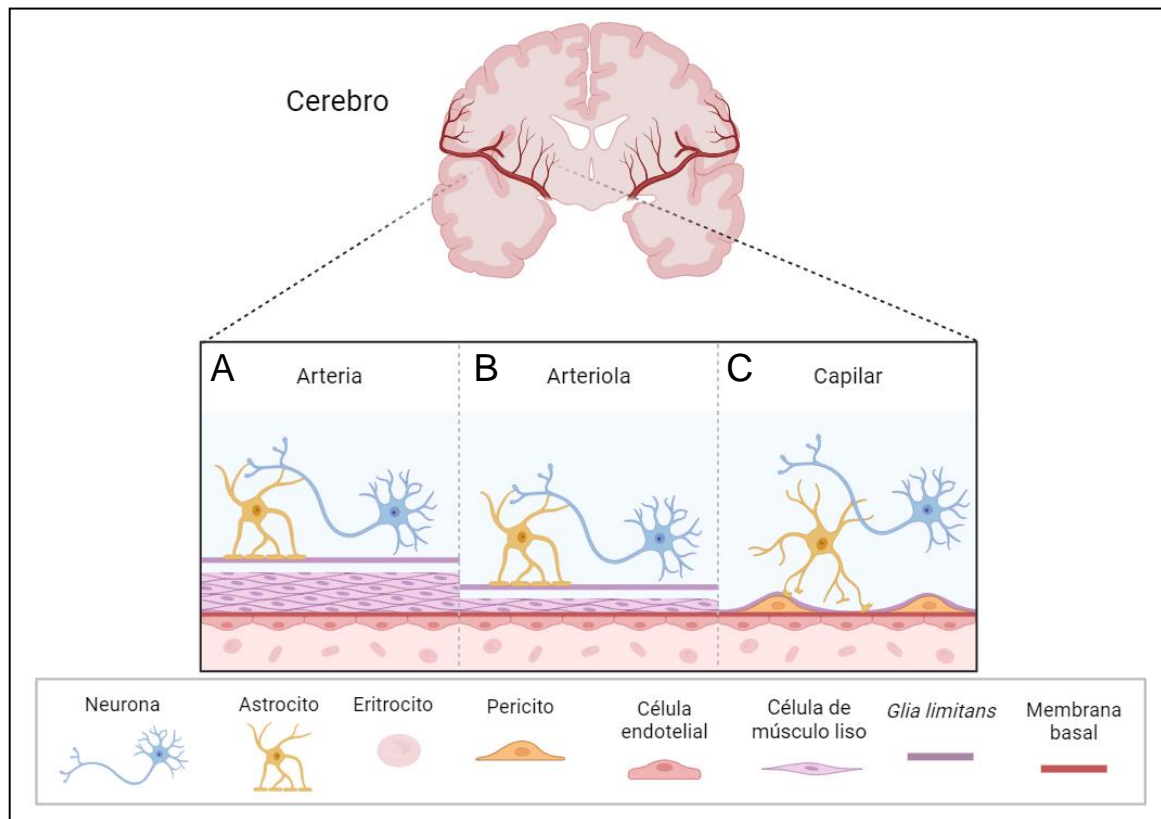 Cerebro
A Arteria
B Arteriola
C Capilar
Neurona
Astrocito
Eritrocito
Pericito
Célula
endotelial
Célula de
músculo liso
Glia limitans
Membrana
basal